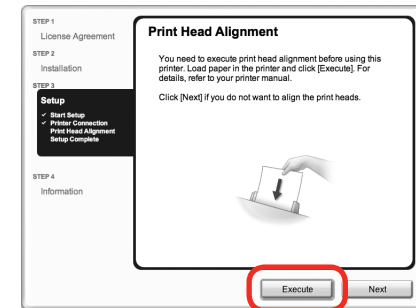 STEP 1
License Agreement
STEP 2
Installation
STEP 3
Setup
✓ Start Setup
✓ Printer Connection
Print Head Alignment
Setup Complete
STEP 4
Information
Print Head Alignment
You need to execute print head alignment before using this
printer. Load paper in the printer and click [Execute]. For
details, refer to your printer manual.
Click [Next] if you do not want to align the print heads.
Execute
Next